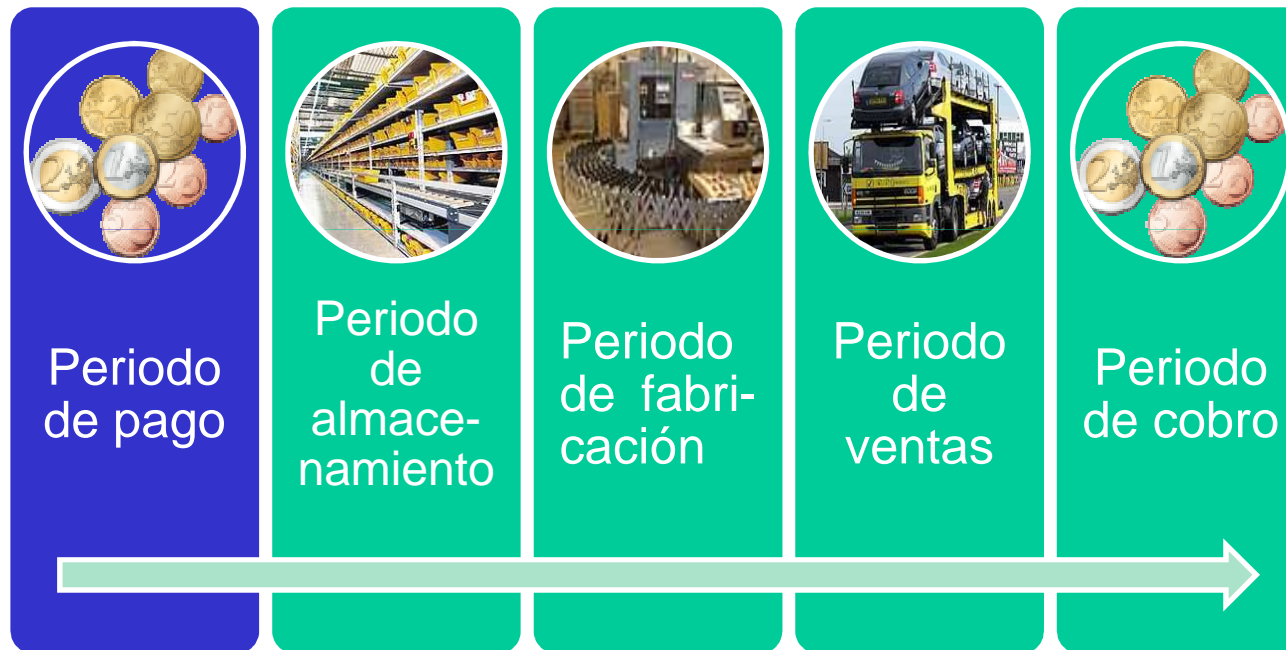 Periodo
de pago
Periodo
de
almace-
namiento
Periodo
de fabri-
cación
Periodo
de
ventas
Periodo
de cobro